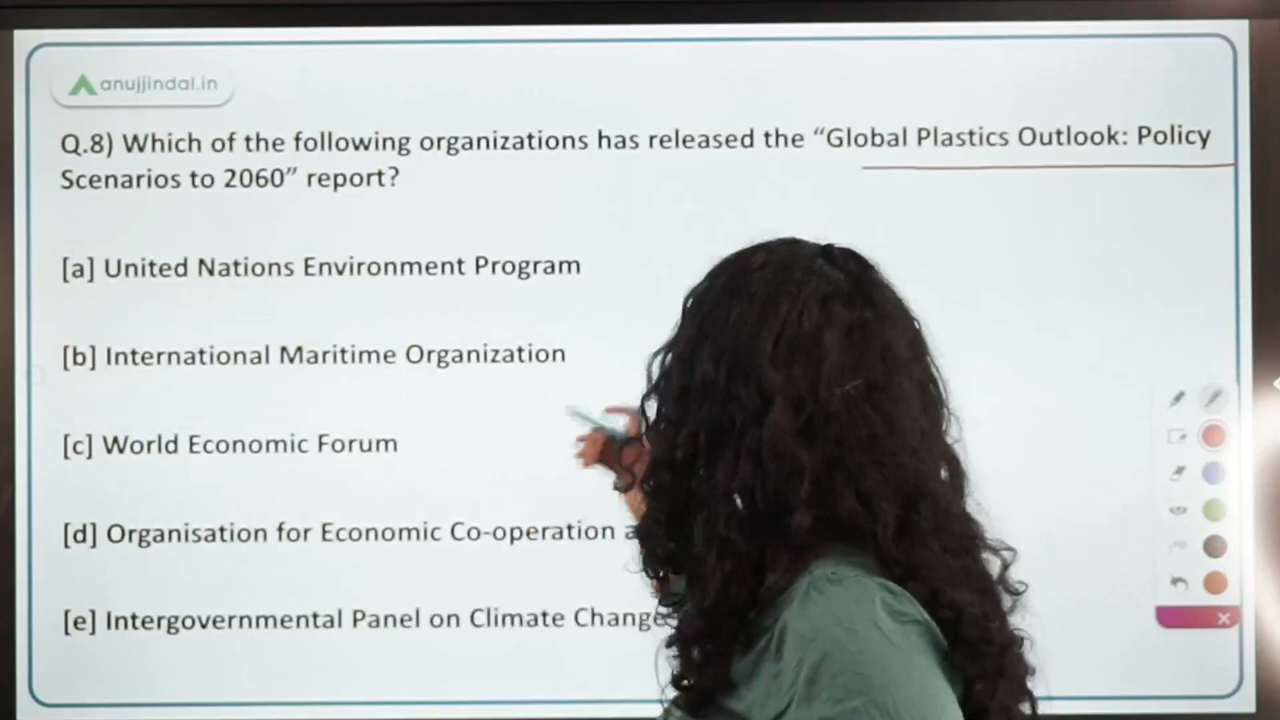 anujjindal.in
Q.8) Which of the following organizations has released the “Global Plastics Outlook: Policy
Scenarios to 2060” report?
[a] United Nations Environment Program
[b] International Maritime Organization
[c] World Economic Forum
[d] Organisation for Economic Co-operation
[e] Intergovernmental Panel on Climate Change